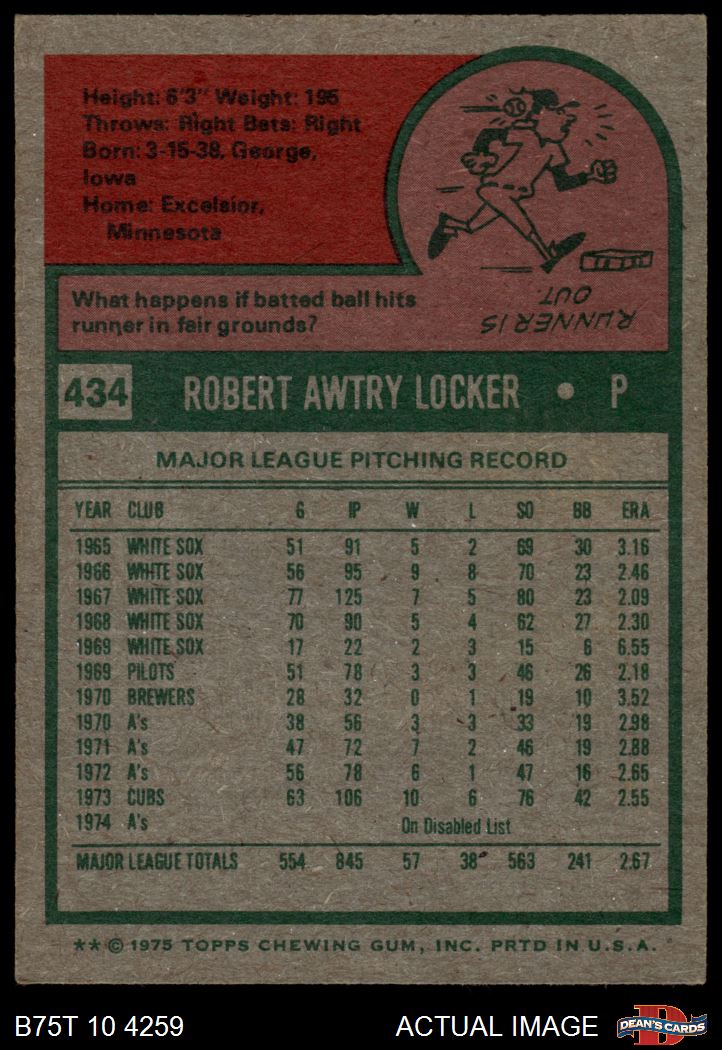 Height: 6'3" Weight: 195
Throws: Right Bats: Right
Born: 3-15-38, George,
Iowa
Home: Excelsior,
Minnesota
What happens if batted ball hits
runner in fair grounds?
RUNNER IS
OUT.
434 ROBERT AWTRY LOCKER • P
MAJOR LEAGUE PITCHING RECORD
YEAR CLUB G IP W L SO BB ERA
1965 WHITE SOX 51 91 5 2 69 30 3.16
1966 WHITE SOX 56 95 9 8 70 23 2.46
1967 WHITE SOX 77 125 7 5 80 23 2.09
1968 WHITE SOX 70 90 5 4 62 27 2.30
1969 WHITE SOX 17 22 2 3 15 6 6.55
1969 PILOTS 51 78 3 3 46 26 2.18
1970 BREWERS 28 32 0 1 19 10 3.52
1970 A's 38 56 3 3 33 19 2.98
1971 A's 47 72 7 2 46 19 2.88
1972 A's 56 78 6 1 47 16 2.65
1973 CUBS 63 106 10 6 76 42 2.55
1974 A's On Disabled List
MAJOR LEAGUE TOTALS 554 845 57 38 563 241 2.67
**© 1975 TOPPS CHEWING GUM, INC. PRTD IN U.S.A.
B75T 10 4259 ACTUAL IMAGE DEAN'S CARDS